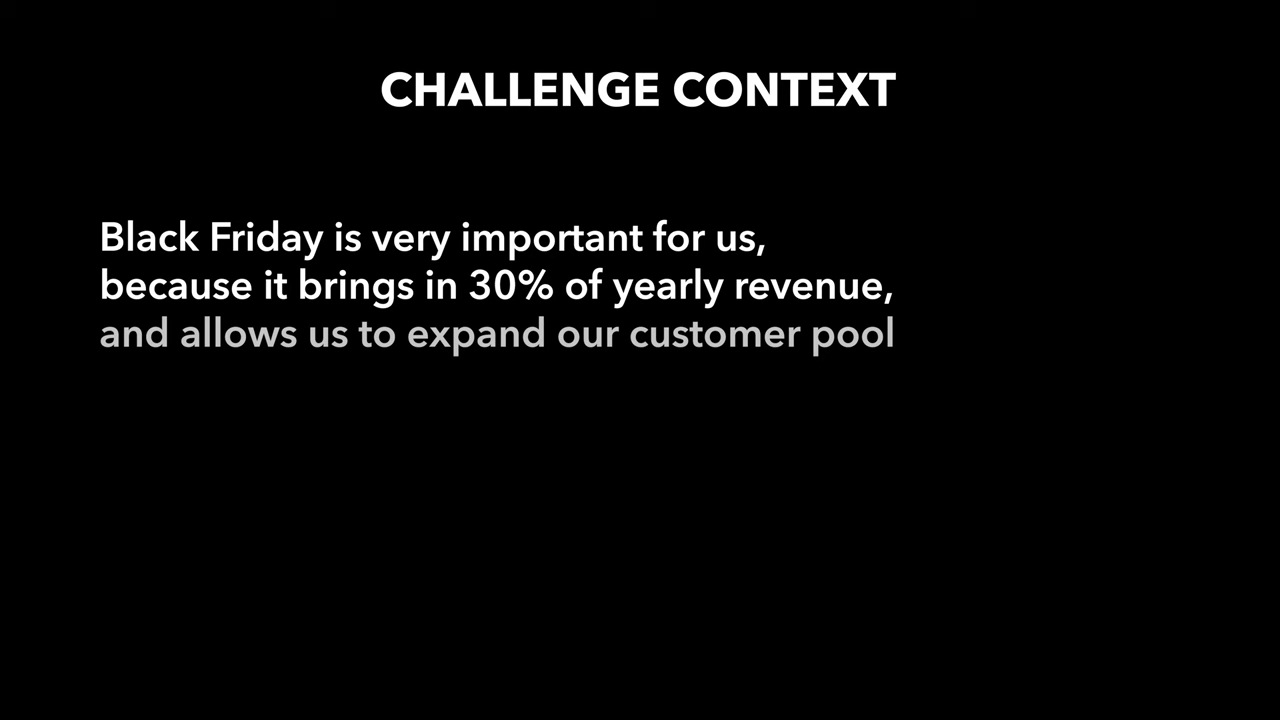 CHALLENGE CONTEXT
Black Friday is very important for us,
because it brings in 30% of yearly revenue,
and allows us to expand our customer pool